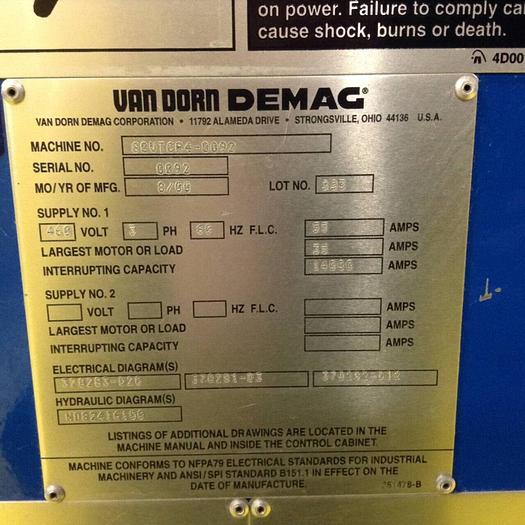 on power. Failure to comply ca
cause shock, burns or death.
4D00
VAN DORN DEMAG®
VAN DORN DEMAG CORPORATION • 11792 ALAMEDA DRIVE • STRONGSVILLE, OHIO 44136 U.S.A.
MACHINE NO.
SERIAL NO. 0092
MO/YR OF MFG. LOT NO.
SUPPLY NO. 1
460 VOLT 3 PH 60 HZ F.L.C. AMPS
LARGEST MOTOR OR LOAD AMPS
INTERRUPTING CAPACITY AMPS
SUPPLY NO. 2
VOLT PH HZ F.L.C. AMPS
LARGEST MOTOR OR LOAD AMPS
INTERRUPTING CAPACITY AMPS
ELECTRICAL DIAGRAM(S)
HYDRAULIC DIAGRAM(S)
LISTINGS OF ADDITIONAL DRAWINGS ARE LOCATED IN THE
MACHINE MANUAL AND INSIDE THE CONTROL CABINET.
MACHINE CONFORMS TO NFPA79 ELECTRICAL STANDARDS FOR INDUSTRIAL
MACHINERY AND ANSI/SPI STANDARD B151.1 IN EFFECT ON THE
DATE OF MANUFACTURE.